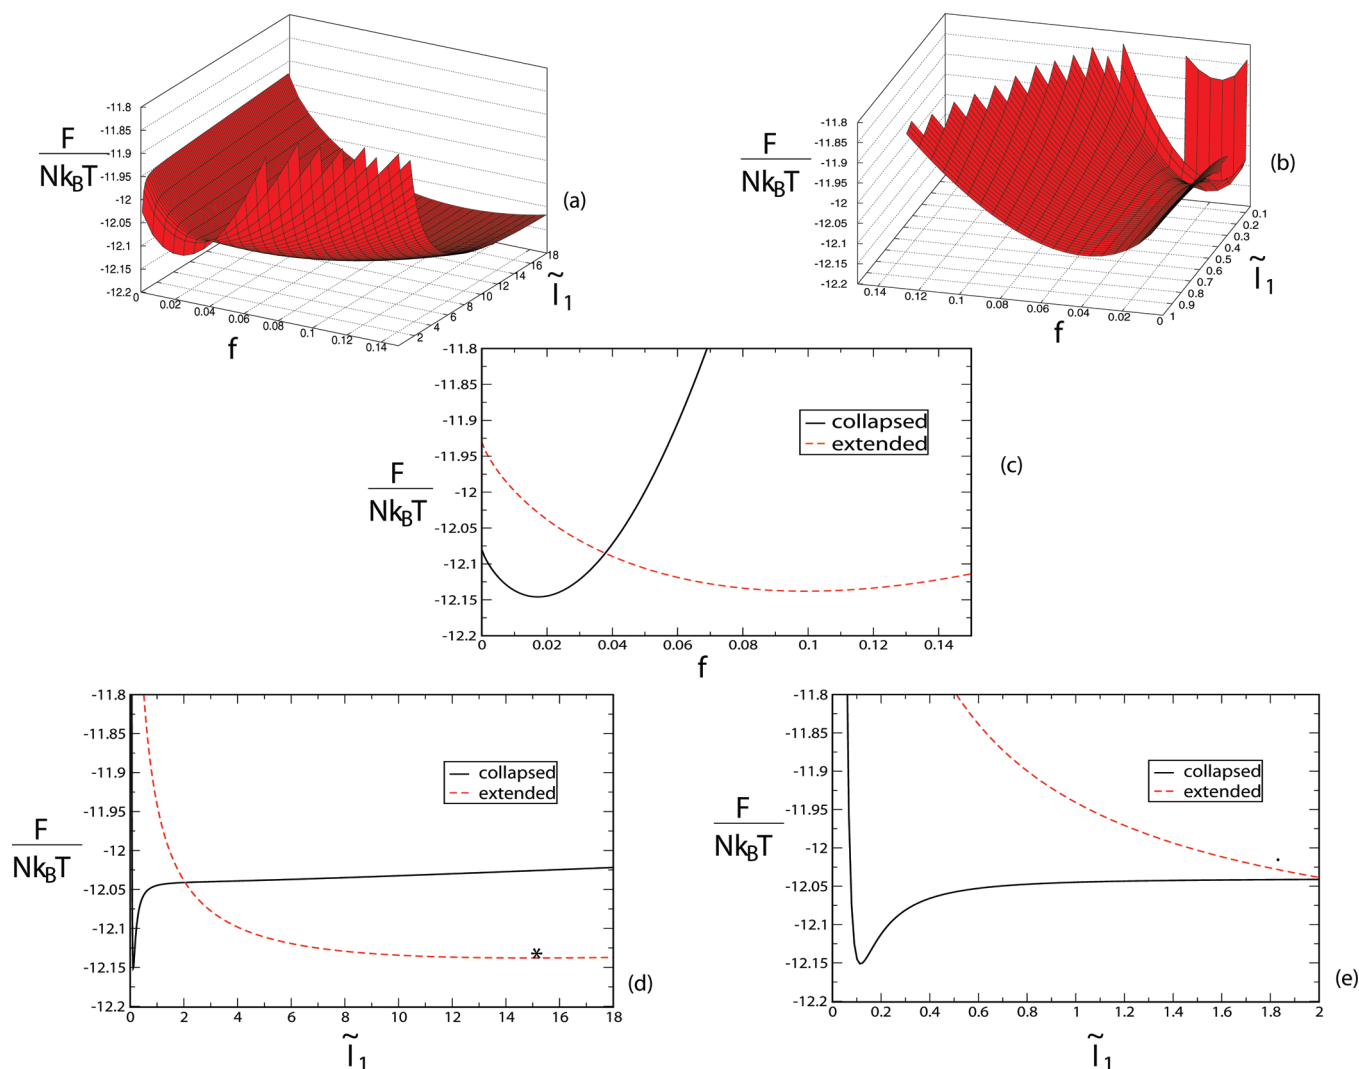 F
Nk_BT
-11.8
-11.85
-11.9
-11.95
-12
-12.05
-12.1
-12.15
-12.2
0
0.02
0.04
0.06
0.08
0.1
0.12
0.14
f
2
4
6
8
10
12
14
16
18
l̃_1
(a)
F
Nk_BT
-11.8
-11.85
-11.9
-11.95
-12
-12.05
-12.1
-12.15
-12.2
0.14
0.12
0.1
0.08
0.06
0.04
0.02
0
f
0.1
0.2
0.3
0.4
0.5
0.6
0.7
0.8
0.9
1
l̃_1
(b)
F
Nk_BT
-11.8
-11.85
-11.9
-11.95
-12
-12.05
-12.1
-12.15
-12.2
0 0.02 0.04 0.06 0.08 0.1 0.12 0.14
f
collapsed
extended
(c)
F
Nk_BT
-11.8
-11.85
-11.9
-11.95
-12
-12.05
-12.1
-12.15
-12.2
0 2 4 6 8 10 12 14 16 18
l̃_1
collapsed
extended
*
(d)
F
Nk_BT
-11.8
-11.85
-11.9
-11.95
-12
-12.05
-12.1
-12.15
-12.2
0 0.2 0.4 0.6 0.8 1 1.2 1.4 1.6 1.8 2
l̃_1
collapsed
extended
(e)